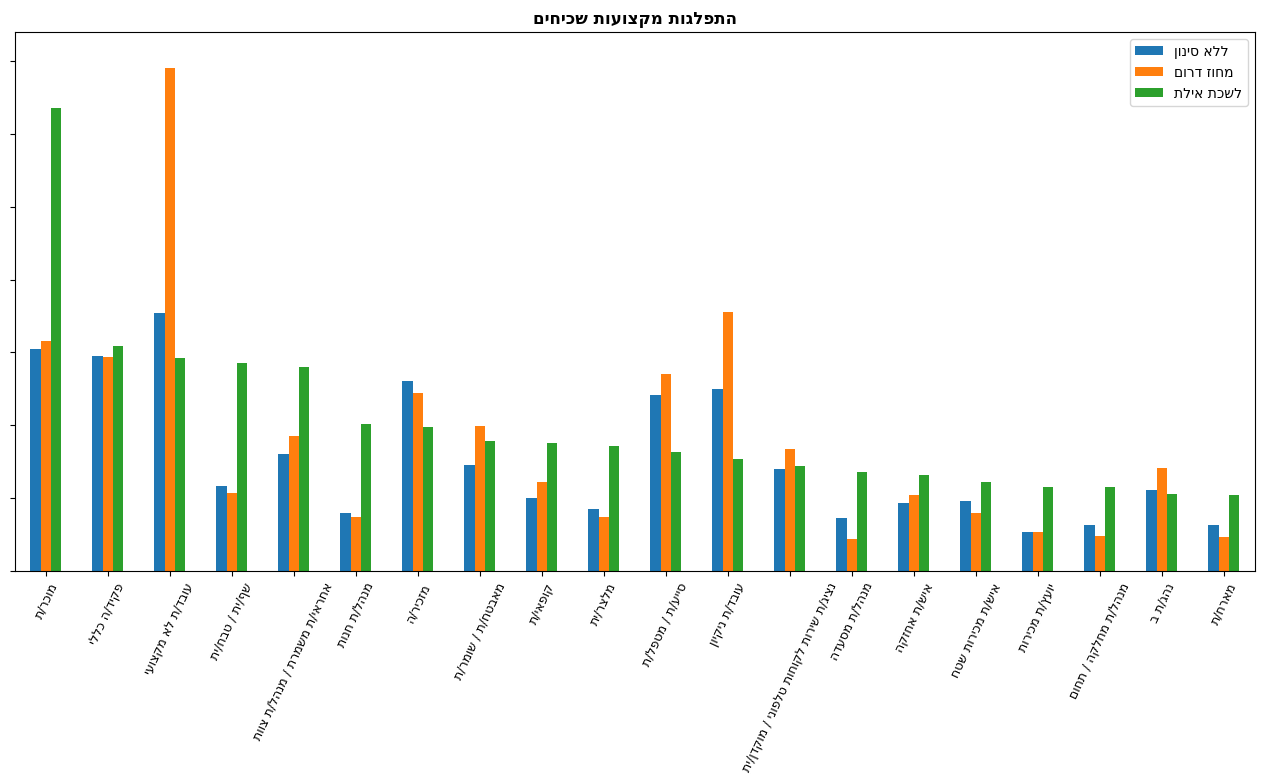 התפלגות מקצועות שכיחים
ללא סינון
מחוז דרום
לשכת אילת
מוכר/ת
פקיד/ה כללי
עובד/ת לא מקצועי
שף/ית / טבח/ית
אחראי/ת משמרת / מנהל/ת צוות
מנהל/ת חנות
מזכיר/ה
מאבטח/ת / שומר/ת
קופאי/ת
מלצר/ית
סייע/ת / מטפל/ת
עובד/ת ניקיון
נציג/ת שירות לקוחות טלפוני / מוקדן/ית
מנהל/ת מסעדה
איש/ת אחזקה
איש/ת מכירות שטח
יועץ/ת מכירות
מנהל/ת מחלקה / תחום
נהג/ת ב
מארח/ת